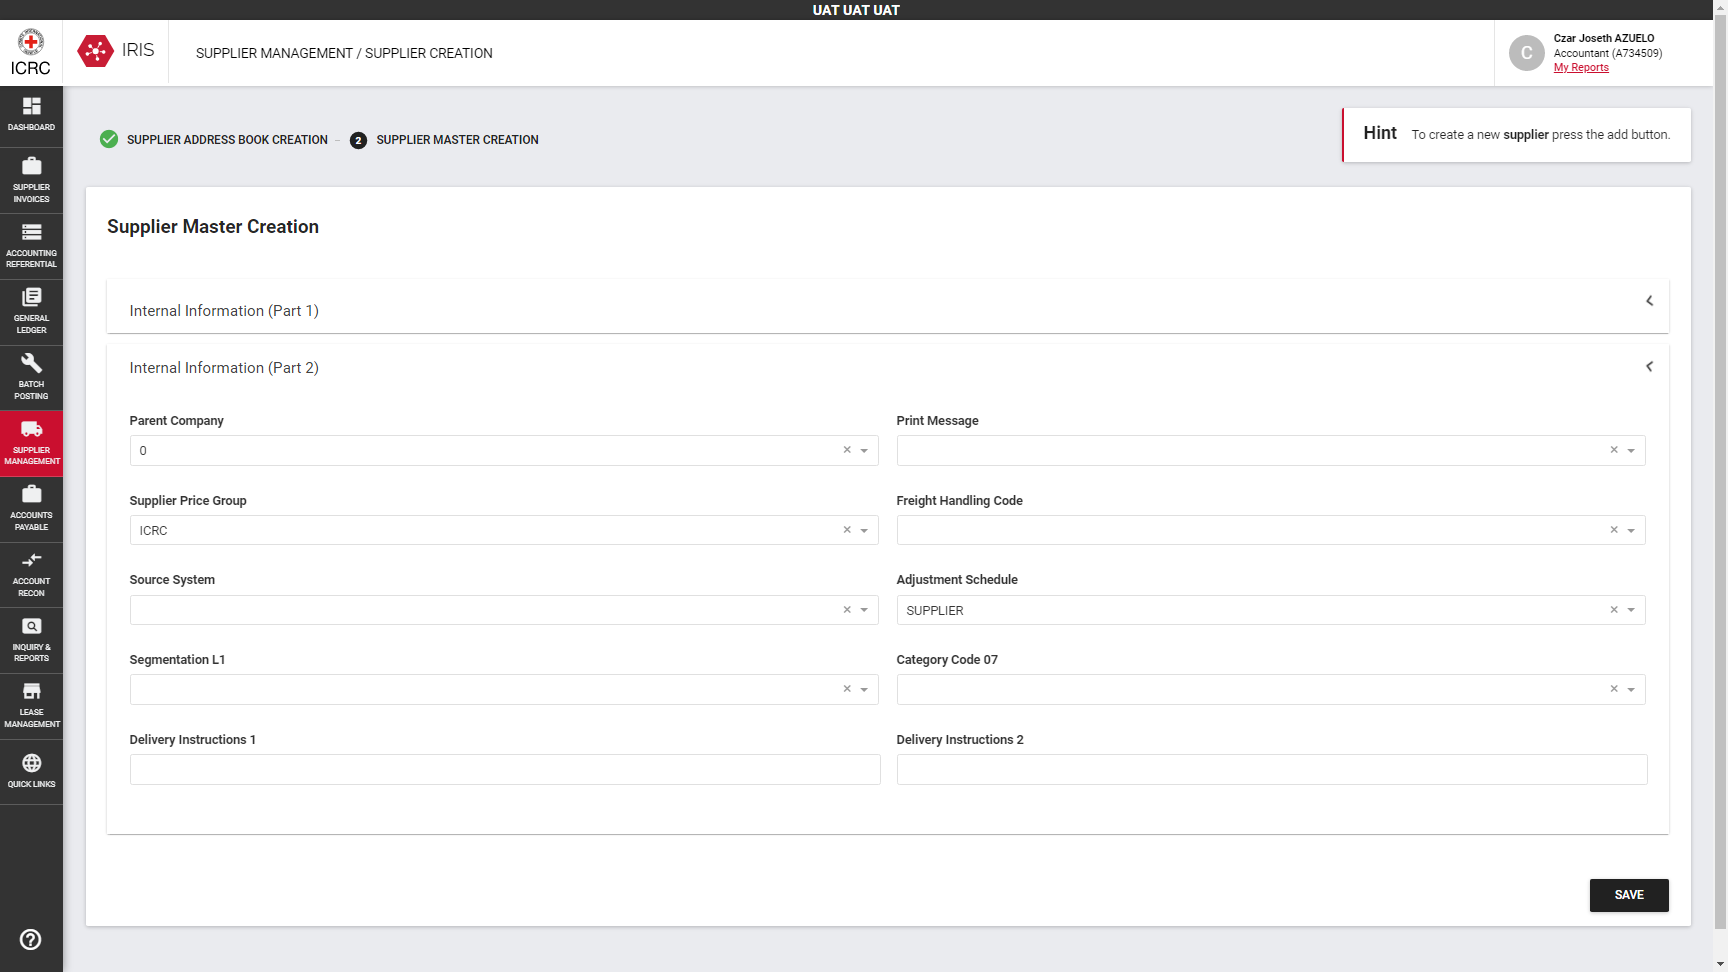 UAT UAT UAT
ICRC
IRIS
SUPPLIER MANAGEMENT / SUPPLIER CREATION
C
Czar Joseth AZUELO
Accountant (A734509)
My Reports
DASHBOARD
SUPPLIER
INVOICES
ACCOUNTING
REFERENTIAL
GENERAL
LEDGER
BATCH
POSTING
SUPPLIER
MANAGEMENT
ACCOUNTS
PAYABLE
ACCOUNT
RECON
INQUIRY &
REPORTS
LEASE
MANAGEMENT
QUICK LINKS
SUPPLIER ADDRESS BOOK CREATION
2 SUPPLIER MASTER CREATION
Hint To create a new supplier press the add button.
Supplier Master Creation
Internal Information (Part 1)
Internal Information (Part 2)
Parent Company
0
Print Message
Supplier Price Group
ICRC
Freight Handling Code
Source System
Adjustment Schedule
SUPPLIER
Segmentation L1
Category Code 07
Delivery Instructions 1
Delivery Instructions 2
SAVE